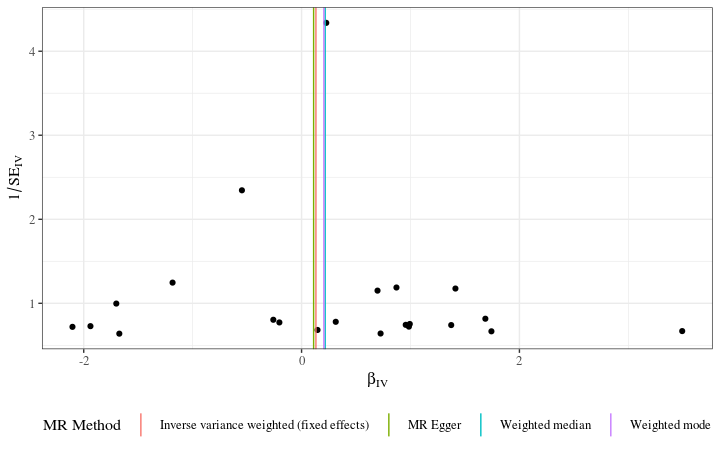 4
3
2
1
1/SE_IV
-2 0 2
β_IV
MR Method Inverse variance weighted (fixed effects) MR Egger Weighted median Weighted mode